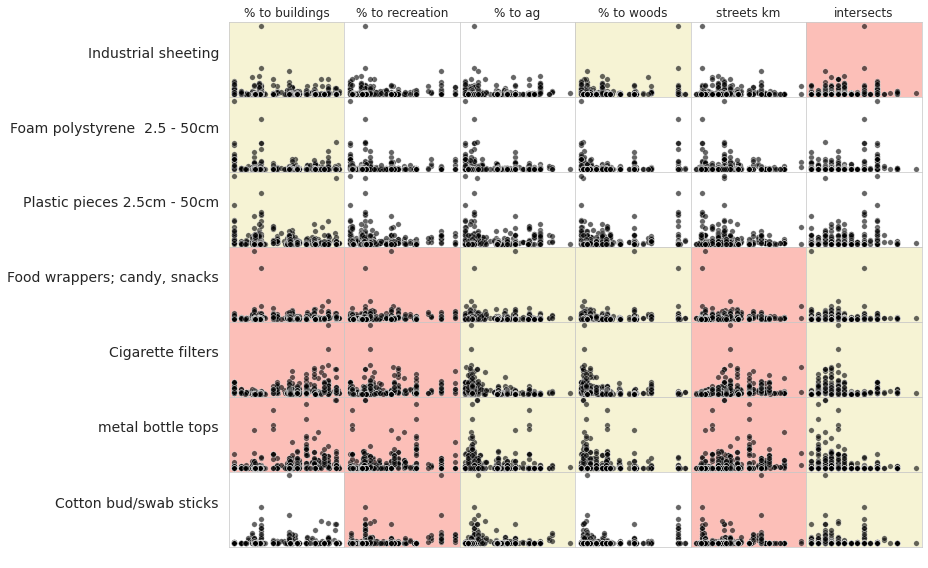 % to buildings % to recreation % to ag % to woods streets km intersects
Industrial sheeting
Foam polystyrene  2.5 - 50cm
Plastic pieces 2.5cm - 50cm
Food wrappers; candy, snacks
Cigarette filters
metal bottle tops
Cotton bud/swab sticks